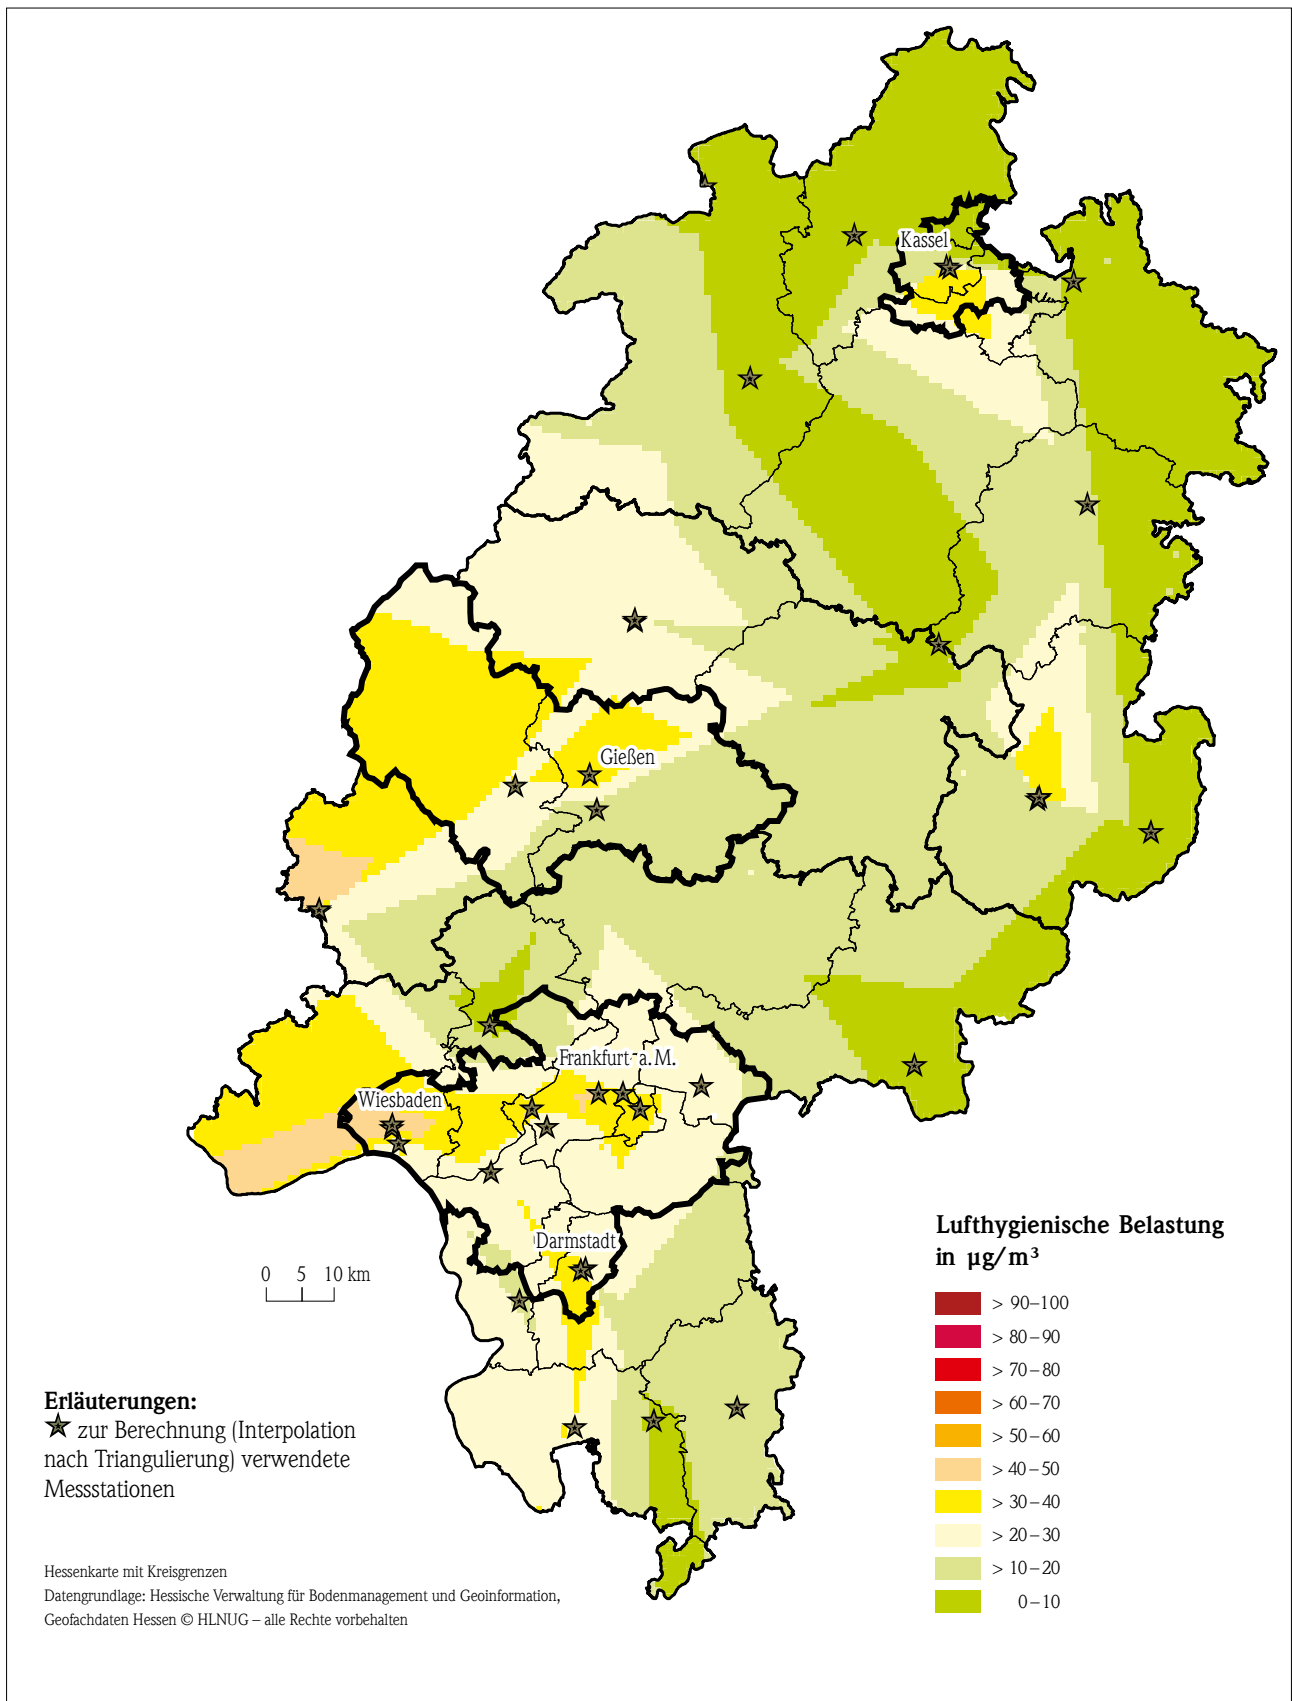 Kassel
Gießen
Frankfurt a.M.
Wiesbaden
Darmstadt
0 5 10 km
Lufthygienische Belastung
in µg/m³
> 90–100
> 80–90
> 70–80
> 60–70
> 50–60
> 40–50
> 30–40
> 20–30
> 10–20
0–10
Erläuterungen:
zur Berechnung (Interpolation
nach Triangulierung) verwendete
Messstationen
Hessenkarte mit Kreisgrenzen
Datengrundlage: Hessische Verwaltung für Bodenmanagement und Geoinformation,
Geofachdaten Hessen © HLNUG – alle Rechte vorbehalten